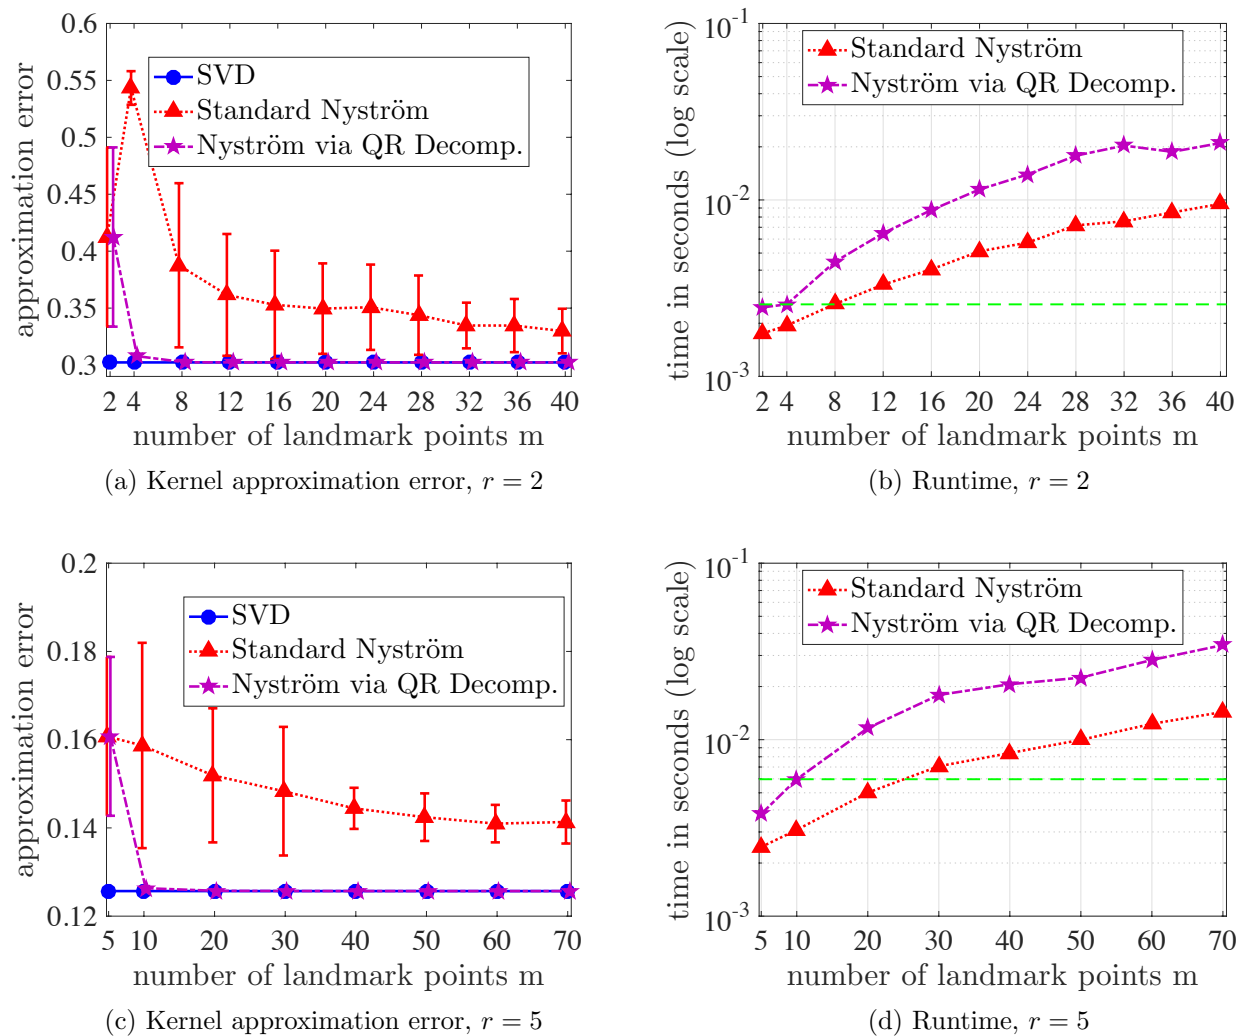 0.6
0.55
0.5
0.45
0.4
0.35
0.3
approximation error
SVD
Standard Nyström
Nyström via QR Decomp.
2 4 8 12 16 20 24 28 32 36 40
number of landmark points m
(a) Kernel approximation error, r = 2
10^-1
10^-2
10^-3
time in seconds (log scale)
Standard Nyström
Nyström via QR Decomp.
2 4 8 12 16 20 24 28 32 36 40
number of landmark points m
(b) Runtime, r = 2
0.2
0.18
0.16
0.14
0.12
approximation error
SVD
Standard Nyström
Nyström via QR Decomp.
5 10 20 30 40 50 60 70
number of landmark points m
(c) Kernel approximation error, r = 5
10^-1
10^-2
10^-3
time in seconds (log scale)
Standard Nyström
Nyström via QR Decomp.
5 10 20 30 40 50 60 70
number of landmark points m
(d) Runtime, r = 5